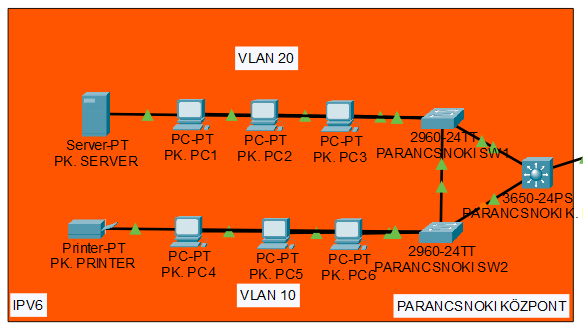 VLAN 20
Server-PT
PK. SERVER
PC-PT
PK. PC1
PC-PT
PK. PC2
PC-PT
PK. PC3
2960-24TT
PARANCSNOKI SW1
3650-24PS
PARANCSNOKI K.
Printer-PT
PK. PRINTER
PC-PT
PK. PC4
PC-PT
PK. PC5
PC-PT
PK. PC6
2960-24TT
PARANCSNOKI SW2
VLAN 10
IPV6
PARANCSNOKI KÖZPONT